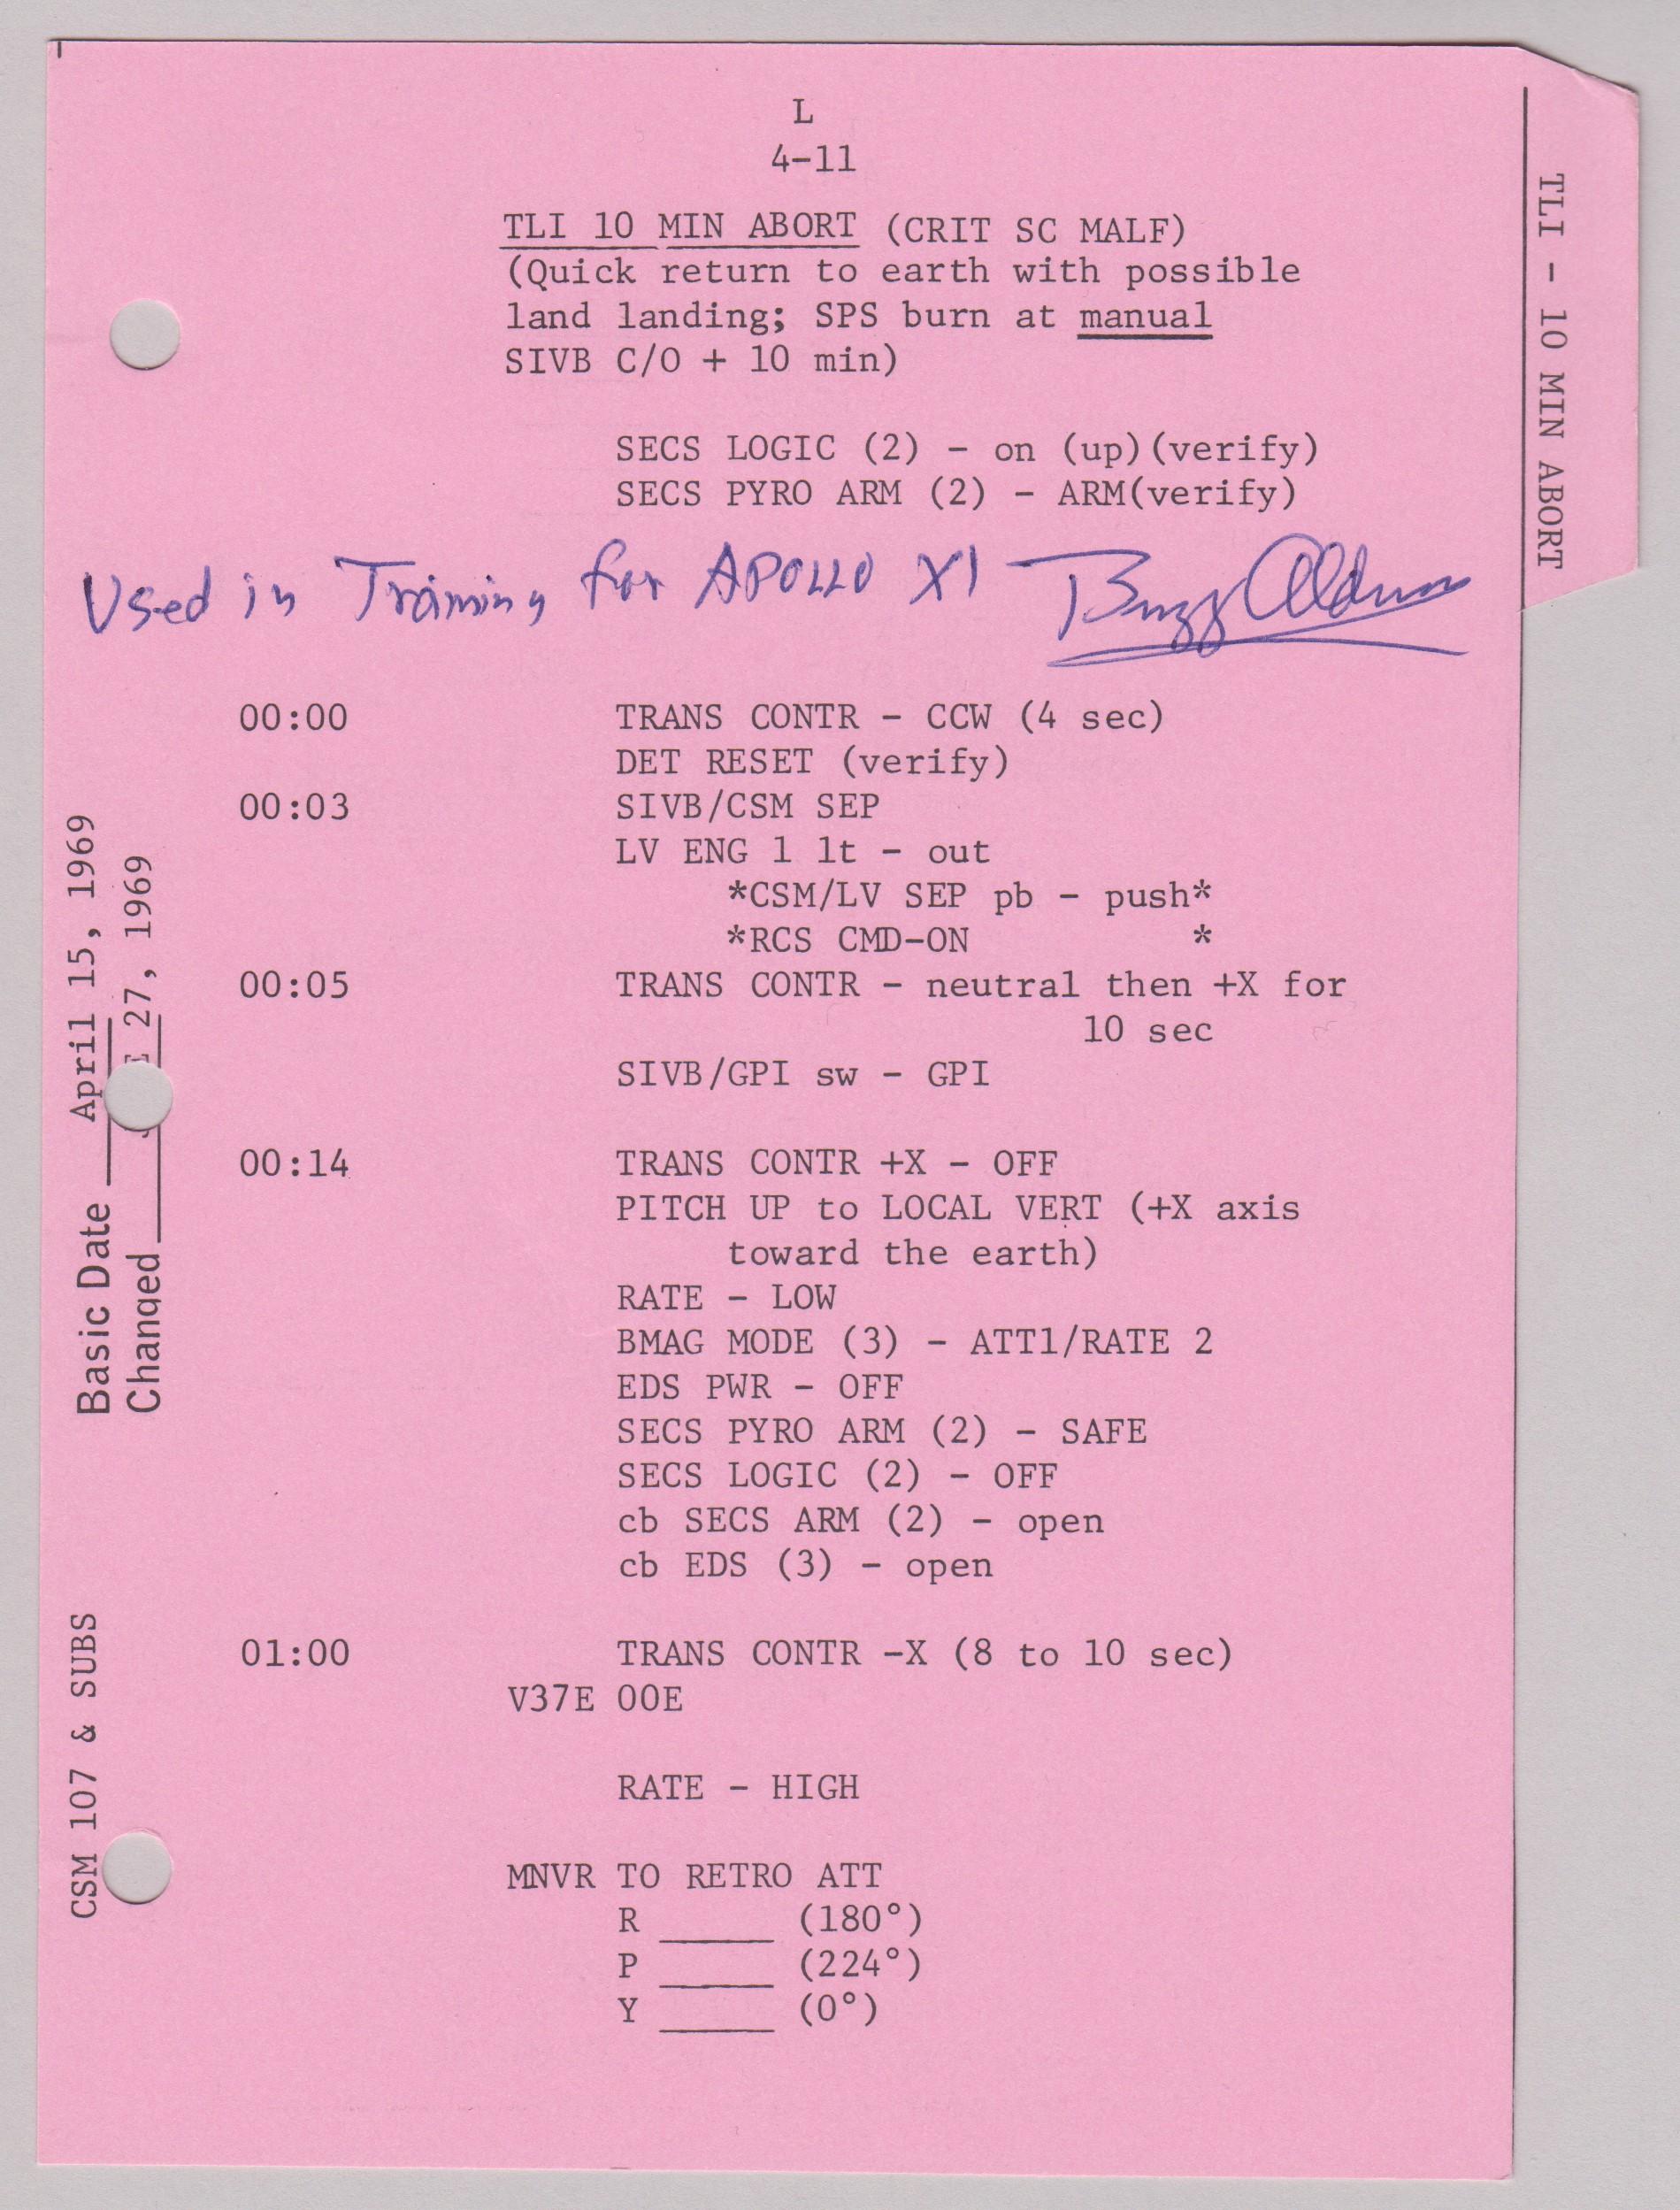 L
4-11
TLI 10 MIN ABORT (CRIT SC MALF)
(Quick return to earth with possible
land landing; SPS burn at manual
SIVB C/O + 10 min)
SECS LOGIC (2) - on (up)(verify)
SECS PYRO ARM (2) - ARM(verify)
Used in Training for APOLLO XI Buzz Aldrin
00:00 TRANS CONTR - CCW (4 sec)
DET RESET (verify)
00:03 SIVB/CSM SEP
LV ENG 1 lt - out
*CSM/LV SEP pb - push*
*RCS CMD-ON *
00:05 TRANS CONTR - neutral then +X for
10 sec
SIVB/GPI sw - GPI
00:14 TRANS CONTR +X - OFF
PITCH UP to LOCAL VERT (+X axis
toward the earth)
RATE - LOW
BMAG MODE (3) - ATT1/RATE 2
EDS PWR - OFF
SECS PYRO ARM (2) - SAFE
SECS LOGIC (2) - OFF
cb SECS ARM (2) - open
cb EDS (3) - open
01:00 TRANS CONTR -X (8 to 10 sec)
V37E 00E
RATE - HIGH
MNVR TO RETRO ATT
R _____ (180°)
P _____ (224°)
Y _____ (0°)
TLI - 10 MIN ABORT
Basic Date April 15, 1969
Changed 27, 1969
CSM 107 & SUBS